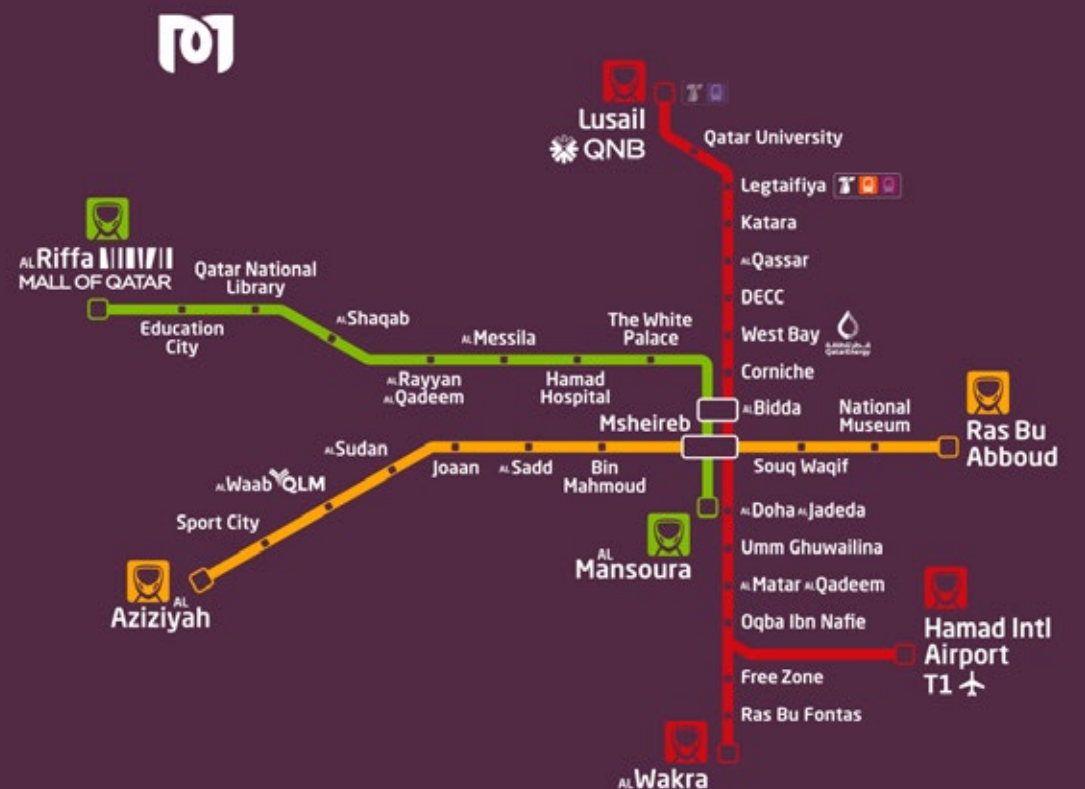 Lusail
QNB
Qatar University
Legtaifiya
Katara
AL Qassar
DECC
West Bay
QatarEnergy
Corniche
AL Bidda
AL Riffa
MALL OF QATAR
Qatar National
Library
Education
City
AL Shaqab
AL Rayyan
AL Qadeem
AL Messila
Hamad
Hospital
The White
Palace
Msheireb
National
Museum
Souq Waqif
Ras Bu
Abboud
AL Sudan
Joaan
AL Sadd
Bin
Mahmoud
AL Waab QLM
Sport City
AL
Aziziyah
AL
Mansoura
AL Doha AL Jadeda
Umm Ghuwailina
AL Matar AL Qadeem
Oqba Ibn Nafie
Hamad Intl
Airport
T1
Free Zone
Ras Bu Fontas
AL Wakra